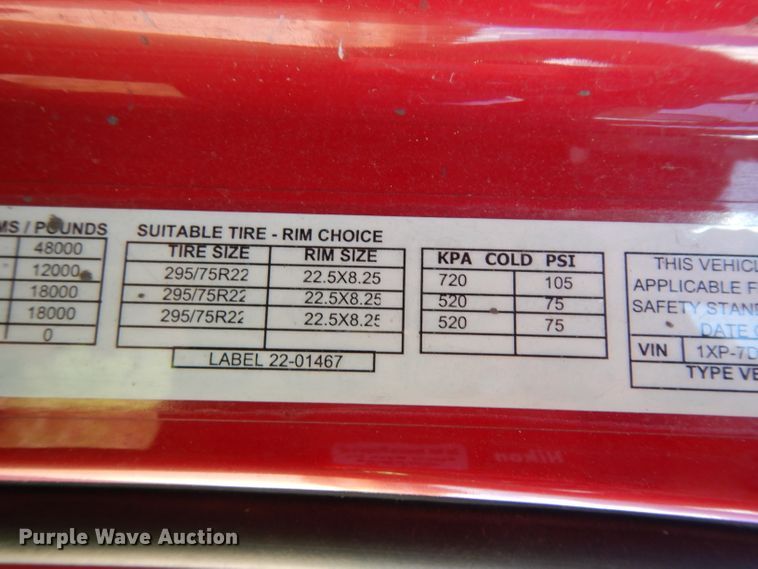 MS / POUNDS
48000
12000
18000
18000
0
SUITABLE TIRE - RIM CHOICE
TIRE SIZE RIM SIZE
295/75R22 22.5X8.25
295/75R22 22.5X8.25
295/75R22 22.5X8.25
LABEL 22-01467
KPA COLD PSI
720 105
520 75
520 75
THIS VEHICL
APPLICABLE F
SAFETY STAND
DATE O
VIN 1XP-7D
TYPE VE
Nikon
Purple Wave Auction